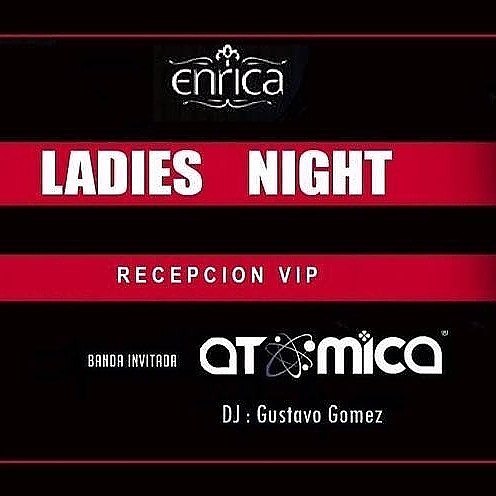 enrica
LADIES NIGHT
RECEPCION VIP
BANDA INVITADA atomica
DJ : Gustavo Gomez